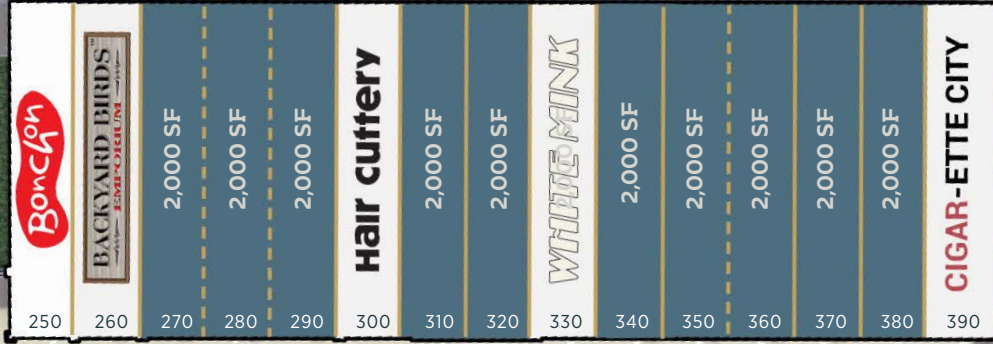 Bonchon
BACKYARD BIRDS™
EMPORIUM
2,000 SF
2,000 SF
2,000 SF
Hair cuttery
2,000 SF
2,000 SF
WHITE MINK
2,000 SF
2,000 SF
2,000 SF
2,000 SF
2,000 SF
CIGAR-ETTE CITY
250 260 270 280 290 300 310 320 330 340 350 360 370 380 390